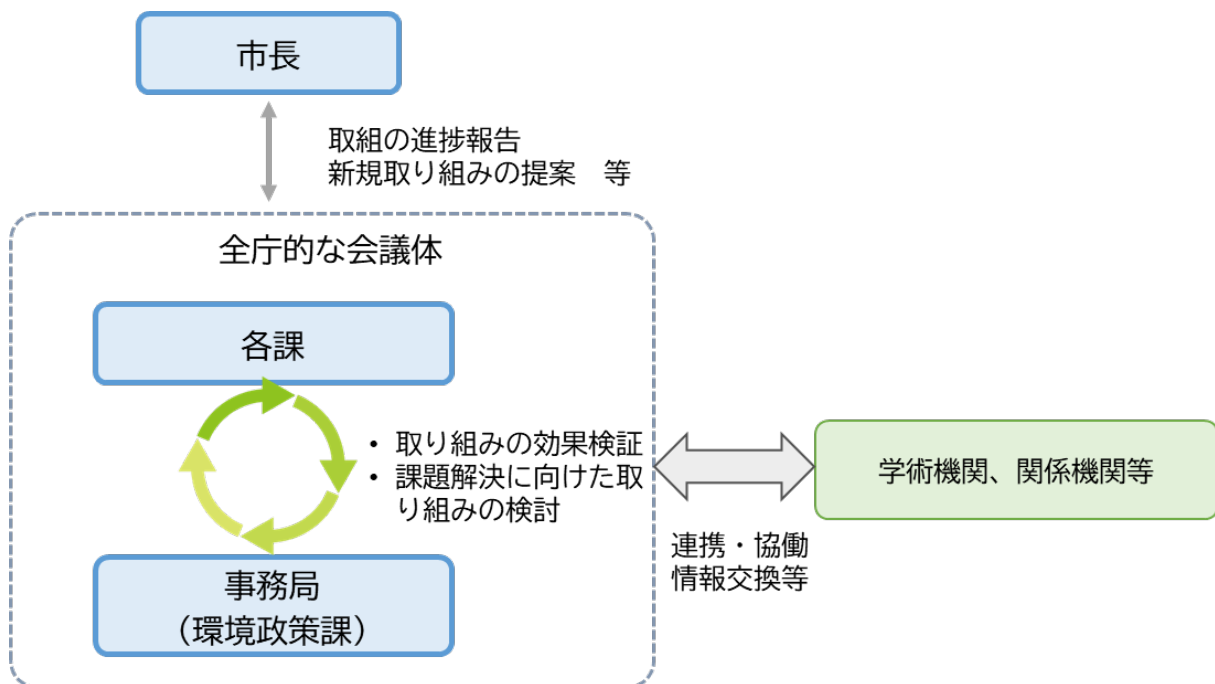 市長
取組の進捗報告
新規取り組みの提案　等
全庁的な会議体
各課
• 取り組みの効果検証
• 課題解決に向けた取
り組みの検討
事務局
（環境政策課）
連携・協働
情報交換等
学術機関、関係機関等